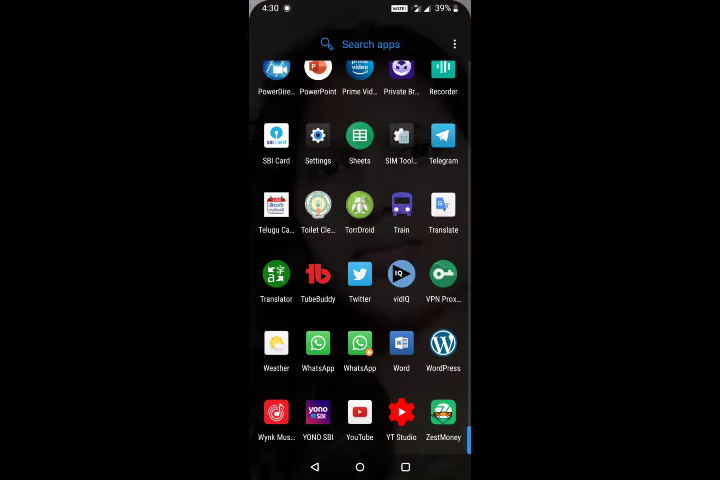 4:30
VoLTE
39%
Search apps
PowerDire... PowerPoint Prime Vid... Private Br... Recorder
SBI Card Settings Sheets SIM Tool... Telegram
Telugu Ca... Toilet Cle... TorrDroid Train Translate
Translator TubeBuddy Twitter vidIQ VPN Prox...
Weather WhatsApp WhatsApp Word WordPress
Wynk Mus... YONO SBI YouTube YT Studio ZestMoney